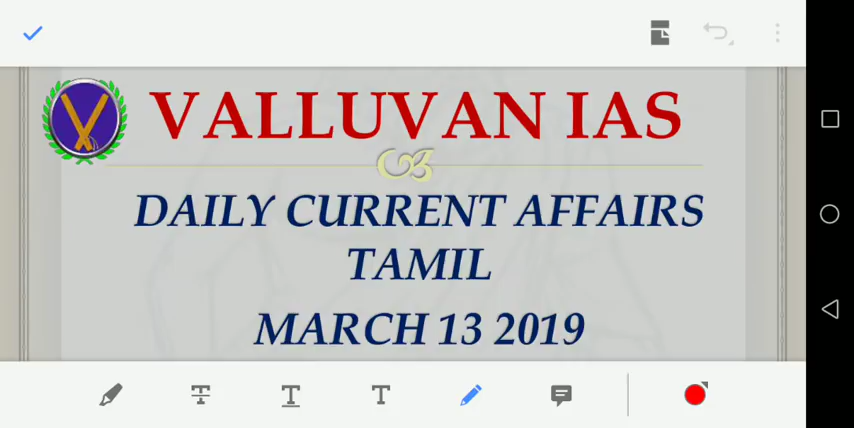 VALLUVAN IAS
DAILY CURRENT AFFAIRS
TAMIL
MARCH 13 2019